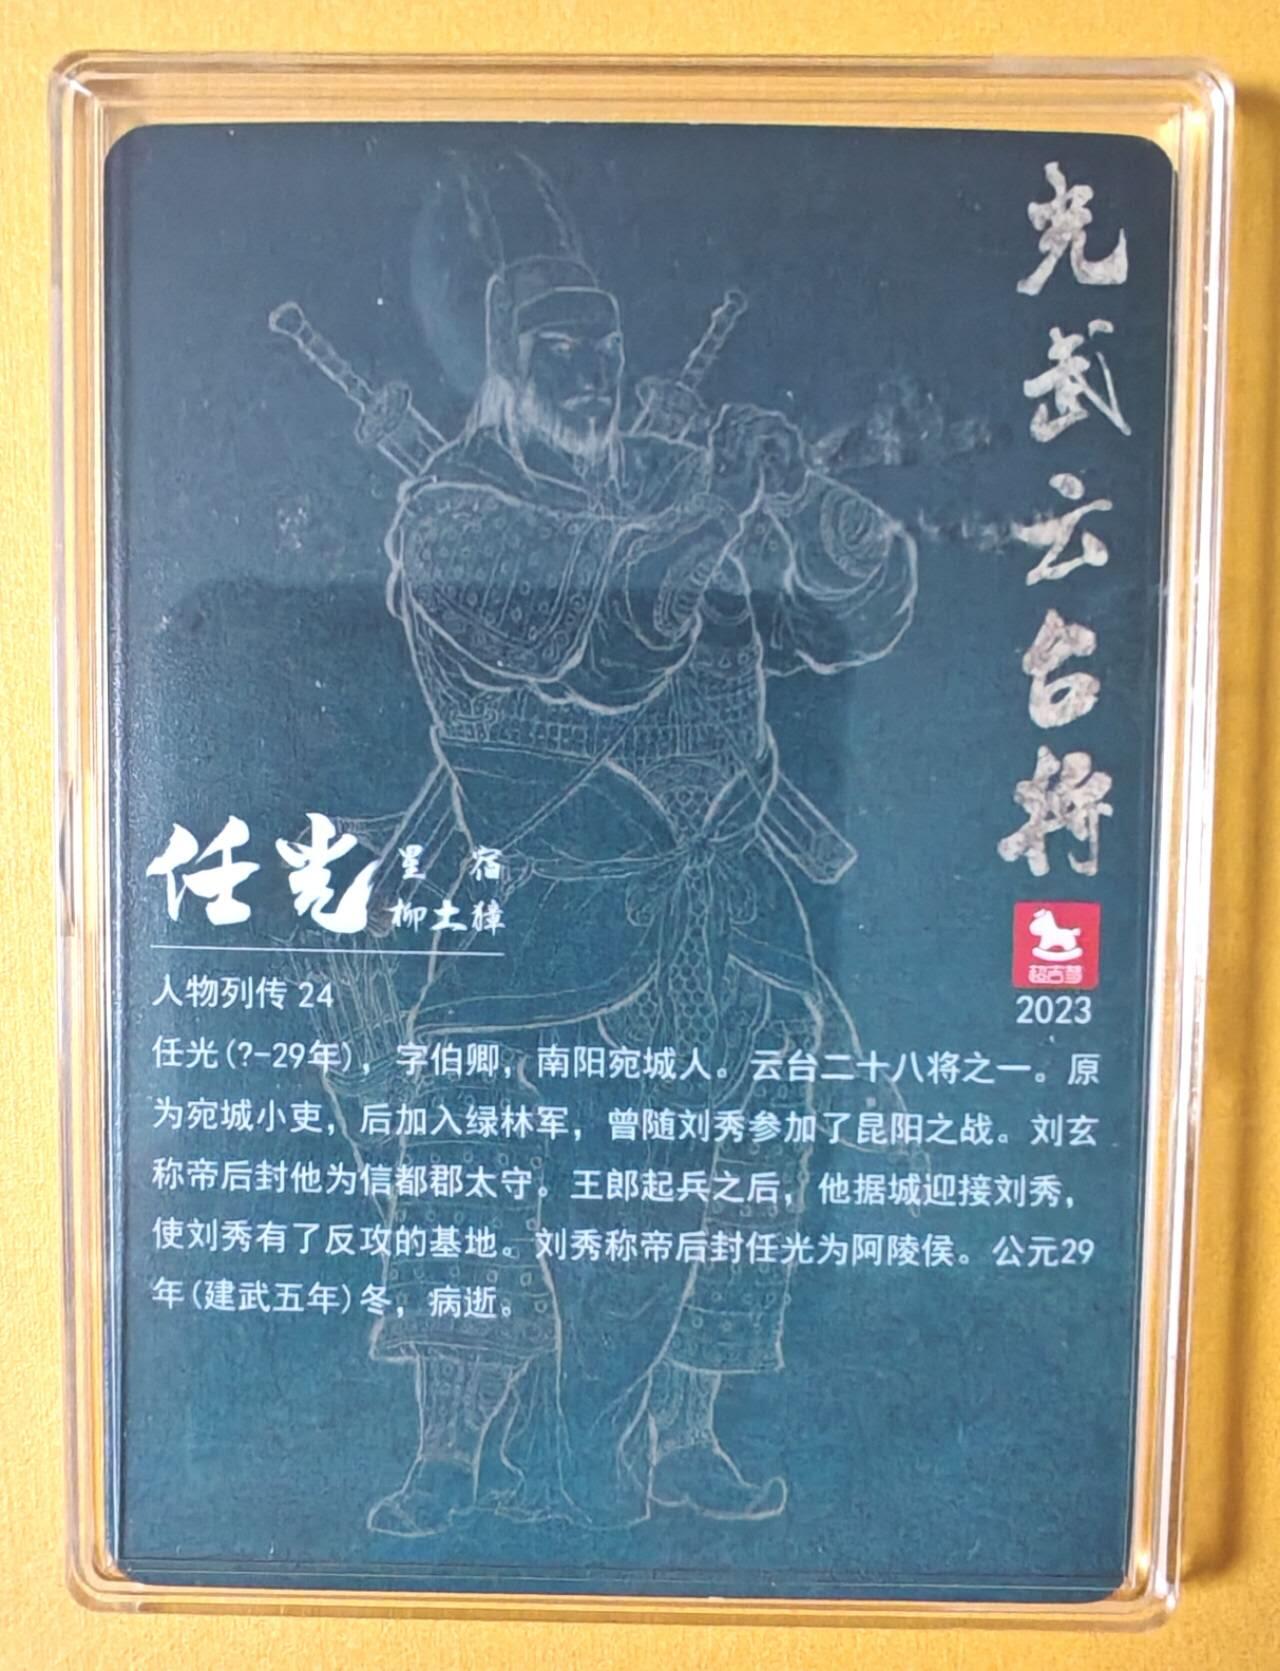 光武云台将
超古梦
2023
任光
星宿
柳土獐
人物列传 24
任光(?-29年)，字伯卿，南阳宛城人。云台二十八将之一。原
为宛城小吏，后加入绿林军，曾随刘秀参加了昆阳之战。刘玄
称帝后封他为信都郡太守。王郎起兵之后，他据城迎接刘秀，
使刘秀有了反攻的基地。刘秀称帝后封任光为阿陵侯。公元29
年(建武五年)冬，病逝。